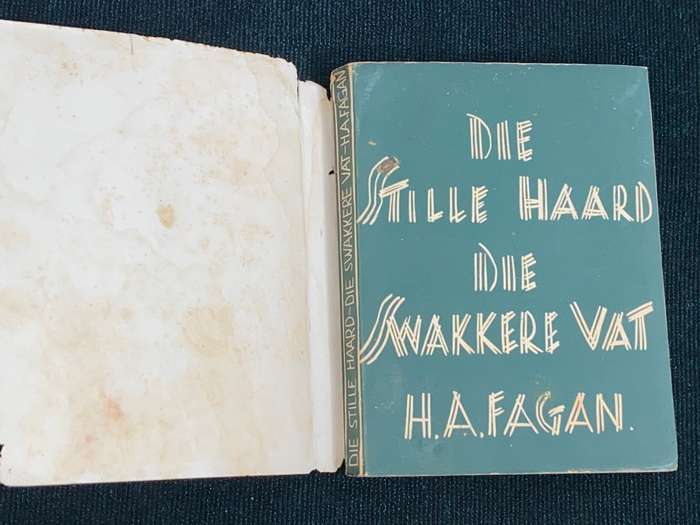 DIE STILLE HAARD–DIE SWAKKERE VAT–H.A.FAGAN
DIE
STILLE HAARD
DIE
SWAKKERE VAT
H.A.FAGAN.